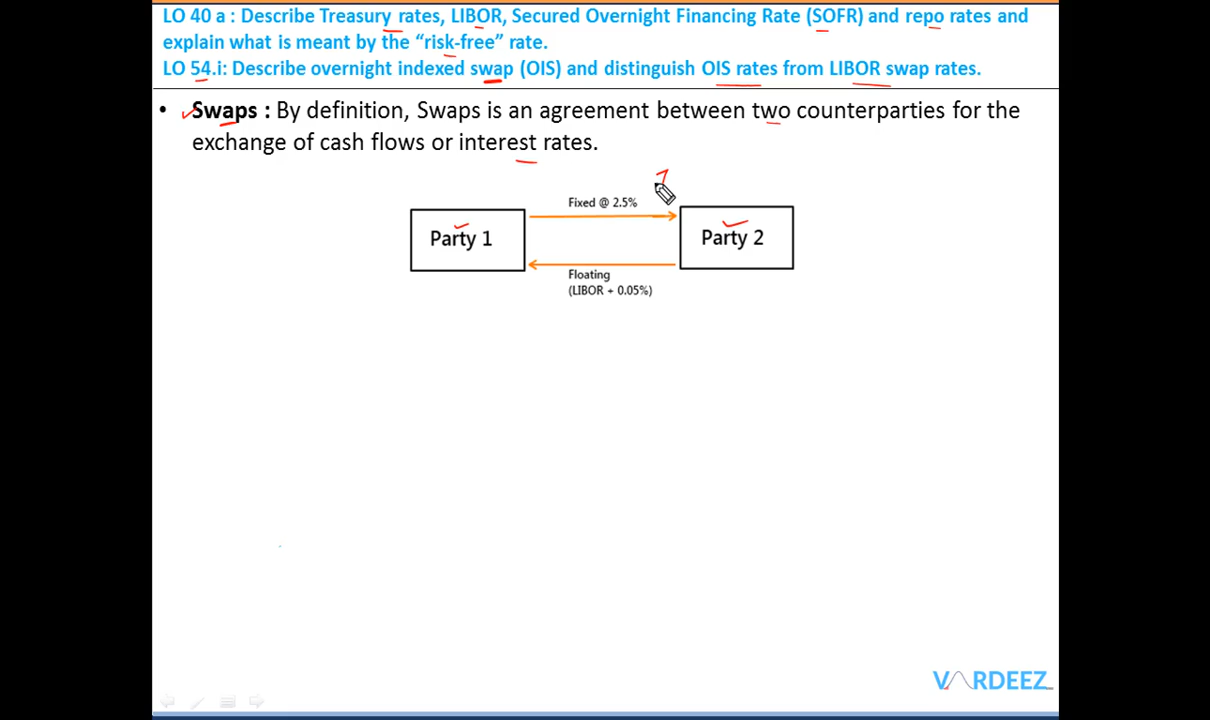 LO 40 a : Describe Treasury rates, LIBOR, Secured Overnight Financing Rate (SOFR) and repo rates and
explain what is meant by the “risk-free” rate.
LO 54.i: Describe overnight indexed swap (OIS) and distinguish OIS rates from LIBOR swap rates.
• Swaps : By definition, Swaps is an agreement between two counterparties for the
exchange of cash flows or interest rates.
Fixed @ 2.5%
Party 1
Party 2
Floating
(LIBOR + 0.05%)
VARDEEZ